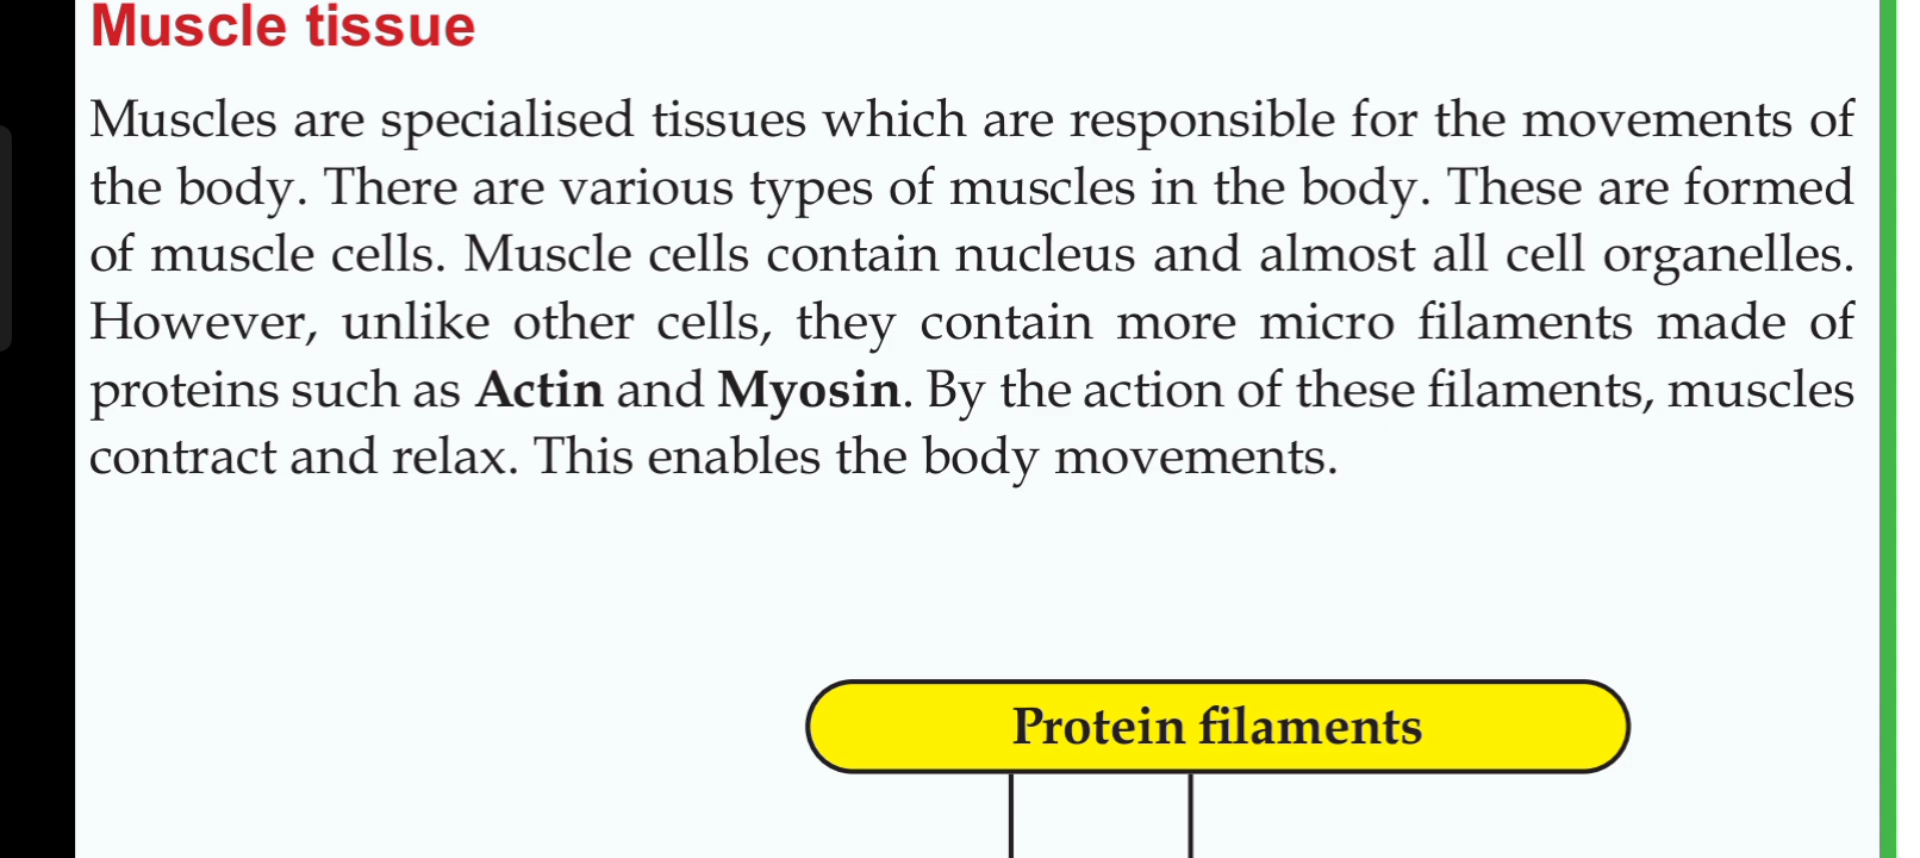 Muscle tissue
Muscles are specialised tissues which are responsible for the movements of
the body. There are various types of muscles in the body. These are formed
of muscle cells. Muscle cells contain nucleus and almost all cell organelles.
However, unlike other cells, they contain more micro filaments made of
proteins such as Actin and Myosin. By the action of these filaments, muscles
contract and relax. This enables the body movements.
Protein filaments